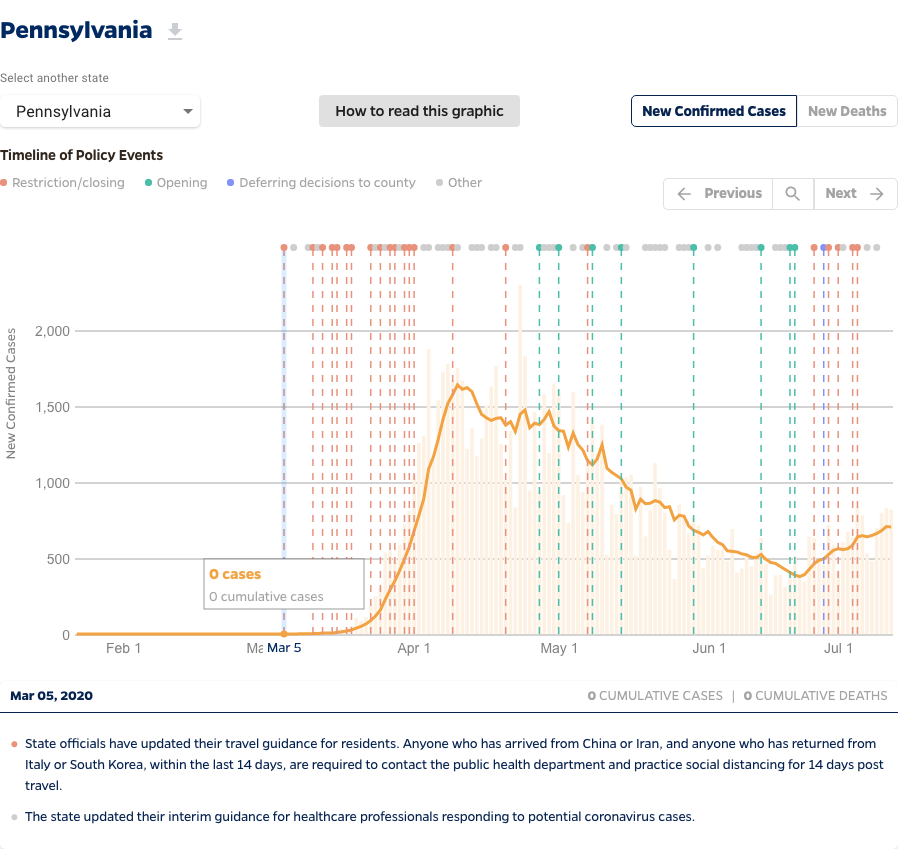 Pennsylvania
Select another state
Pennsylvania
How to read this graphic
New Confirmed Cases
New Deaths
Timeline of Policy Events
Restriction/closing
Opening
Deferring decisions to county
Other
Previous
Next
New Confirmed Cases
2,000
1,500
1,000
500
0
0 cases
0 cumulative cases
Feb 1
Ma
Mar 5
Apr 1
May 1
Jun 1
Jul 1
Mar 05, 2020
0 CUMULATIVE CASES | 0 CUMULATIVE DEATHS
State officials have updated their travel guidance for residents. Anyone who has arrived from China or Iran, and anyone who has returned from
Italy or South Korea, within the last 14 days, are required to contact the public health department and practice social distancing for 14 days post
travel.
The state updated their interim guidance for healthcare professionals responding to potential coronavirus cases.